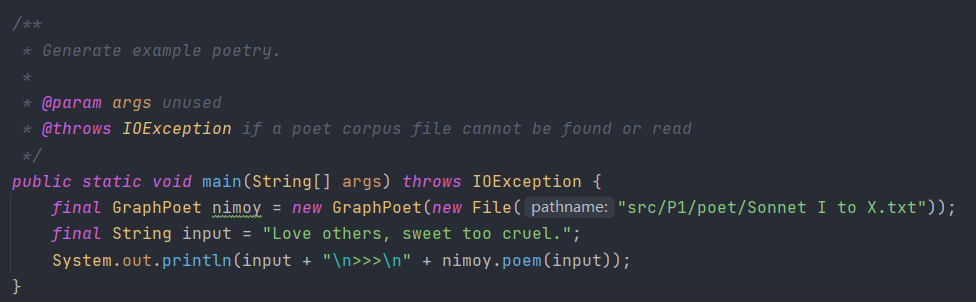 /**
 * Generate example poetry.
 *
 * @param args unused
 * @throws IOException if a poet corpus file cannot be found or read
 */
public static void main(String[] args) throws IOException {
    final GraphPoet nimoy = new GraphPoet(new File( pathname: "src/P1/poet/Sonnet I to X.txt"));
    final String input = "Love others, sweet too cruel.";
    System.out.println(input + "\n>>>\n" + nimoy.poem(input));
}